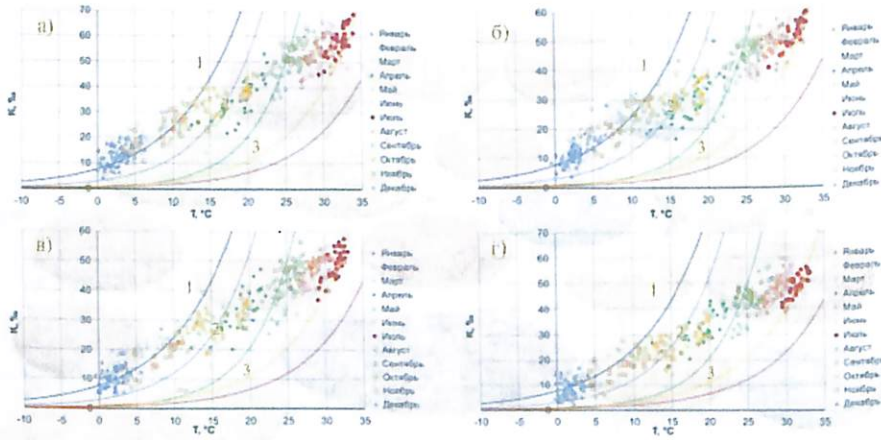 а)
K, ‰
70
60
50
40
30
20
10
0
1
3
-10
-5
0
5
10
15
20
25
30
35
T, °C
Январь
Февраль
Март
Апрель
Май
Июнь
Июль
Август
Сентябрь
Октябрь
Ноябрь
Декабрь
б)
K, ‰
60
50
40
30
20
10
0
1
3
-10
-5
0
5
10
15
20
25
30
35
T, °C
Январь
Февраль
Март
Апрель
Май
Июнь
Июль
Август
Сентябрь
Октябрь
Ноябрь
Декабрь
в)
K, ‰
60
50
40
30
20
10
0
1
2
3
-10
-5
0
5
10
15
20
25
30
35
T, °C
Январь
Февраль
Март
Апрель
Май
Июнь
Июль
Август
Сентябрь
Октябрь
Ноябрь
Декабрь
г)
K, ‰
70
60
50
40
30
20
10
0
1
2
3
-10
-5
0
5
10
15
20
25
30
35
T, °C
Январь
Февраль
Март
Апрель
Май
Июнь
Июль
Август
Сентябрь
Октябрь
Ноябрь
Декабрь